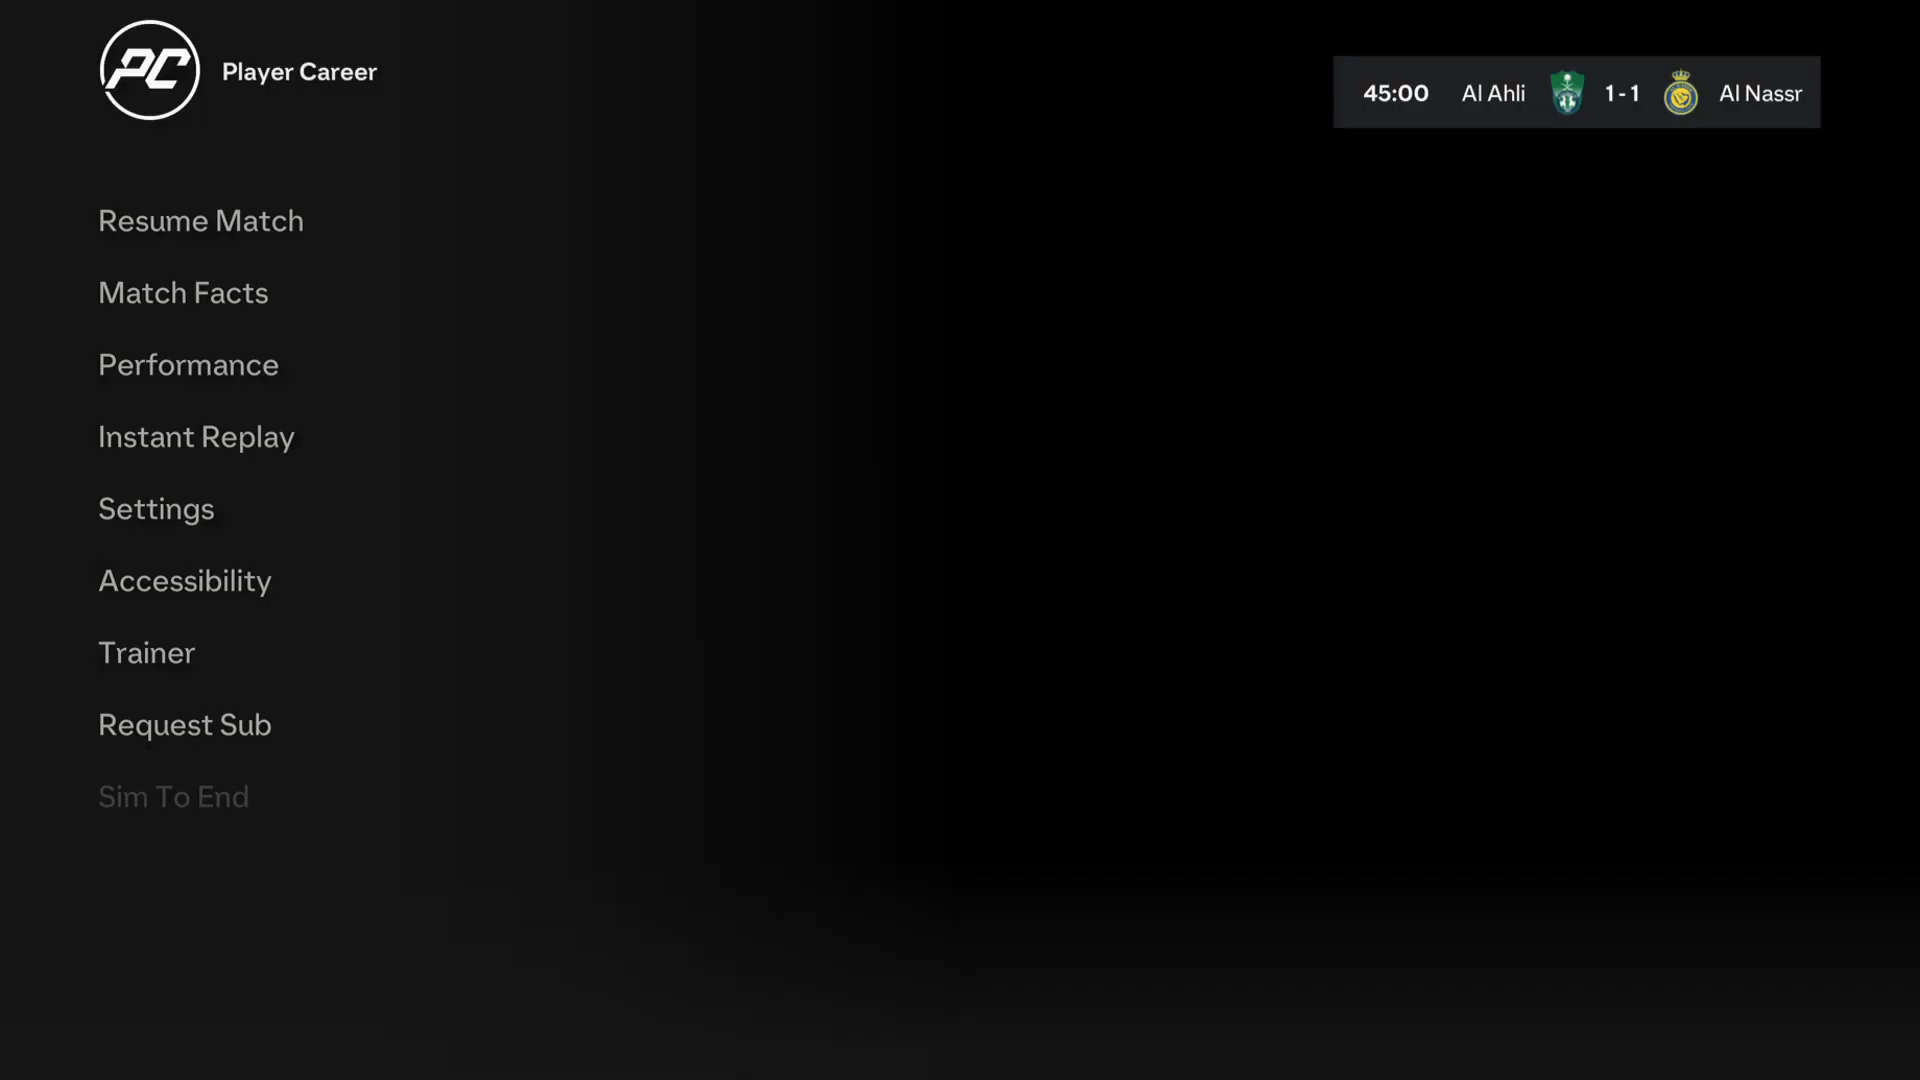 PC Player Career
45:00 Al Ahli 1 - 1 Al Nassr
Resume Match
Match Facts
Performance
Instant Replay
Settings
Accessibility
Trainer
Request Sub
Sim To End